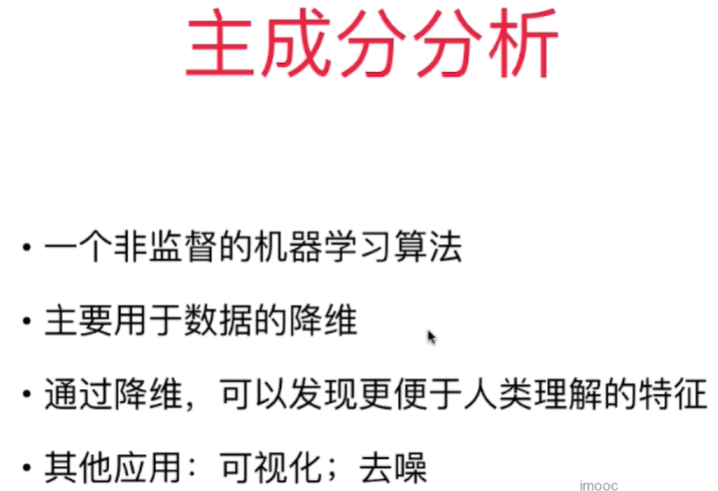 主成分分析
• 一个非监督的机器学习算法
• 主要用于数据的降维
• 通过降维，可以发现更便于人类理解的特征
• 其他应用：可视化；去噪
imooc